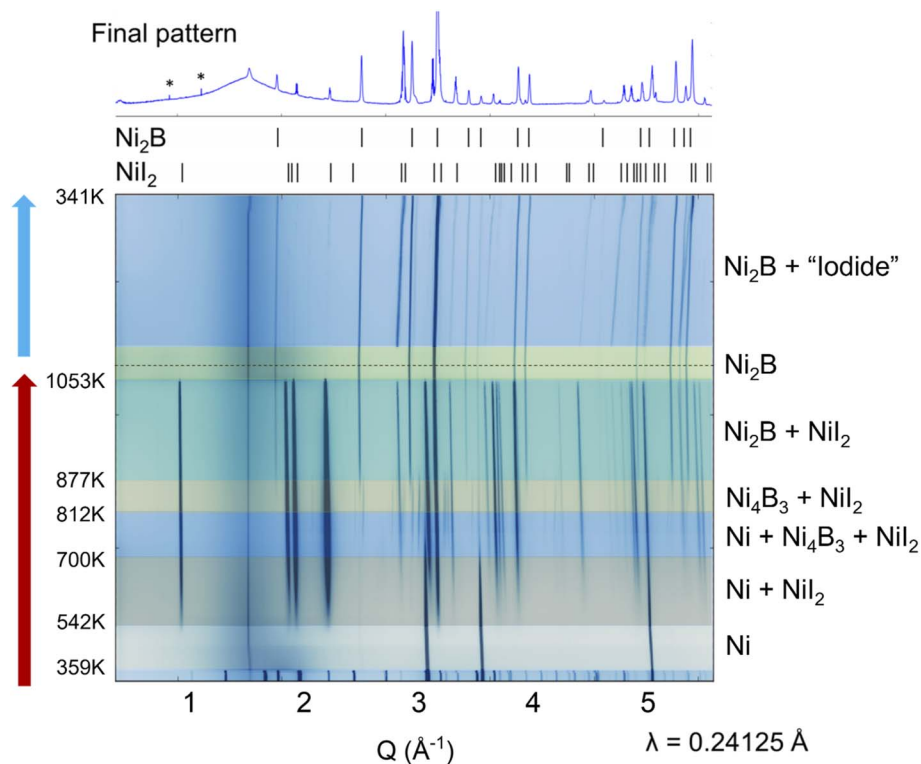 Final pattern
* *
Ni₂B
NiI₂
341K
Ni₂B + “Iodide”
Ni₂B
1053K
Ni₂B + NiI₂
877K
Ni₄B₃ + NiI₂
812K
Ni + Ni₄B₃ + NiI₂
700K
Ni + NiI₂
542K
Ni
359K
1 2 3 4 5
Q (Å⁻¹)
λ = 0.24125 Å